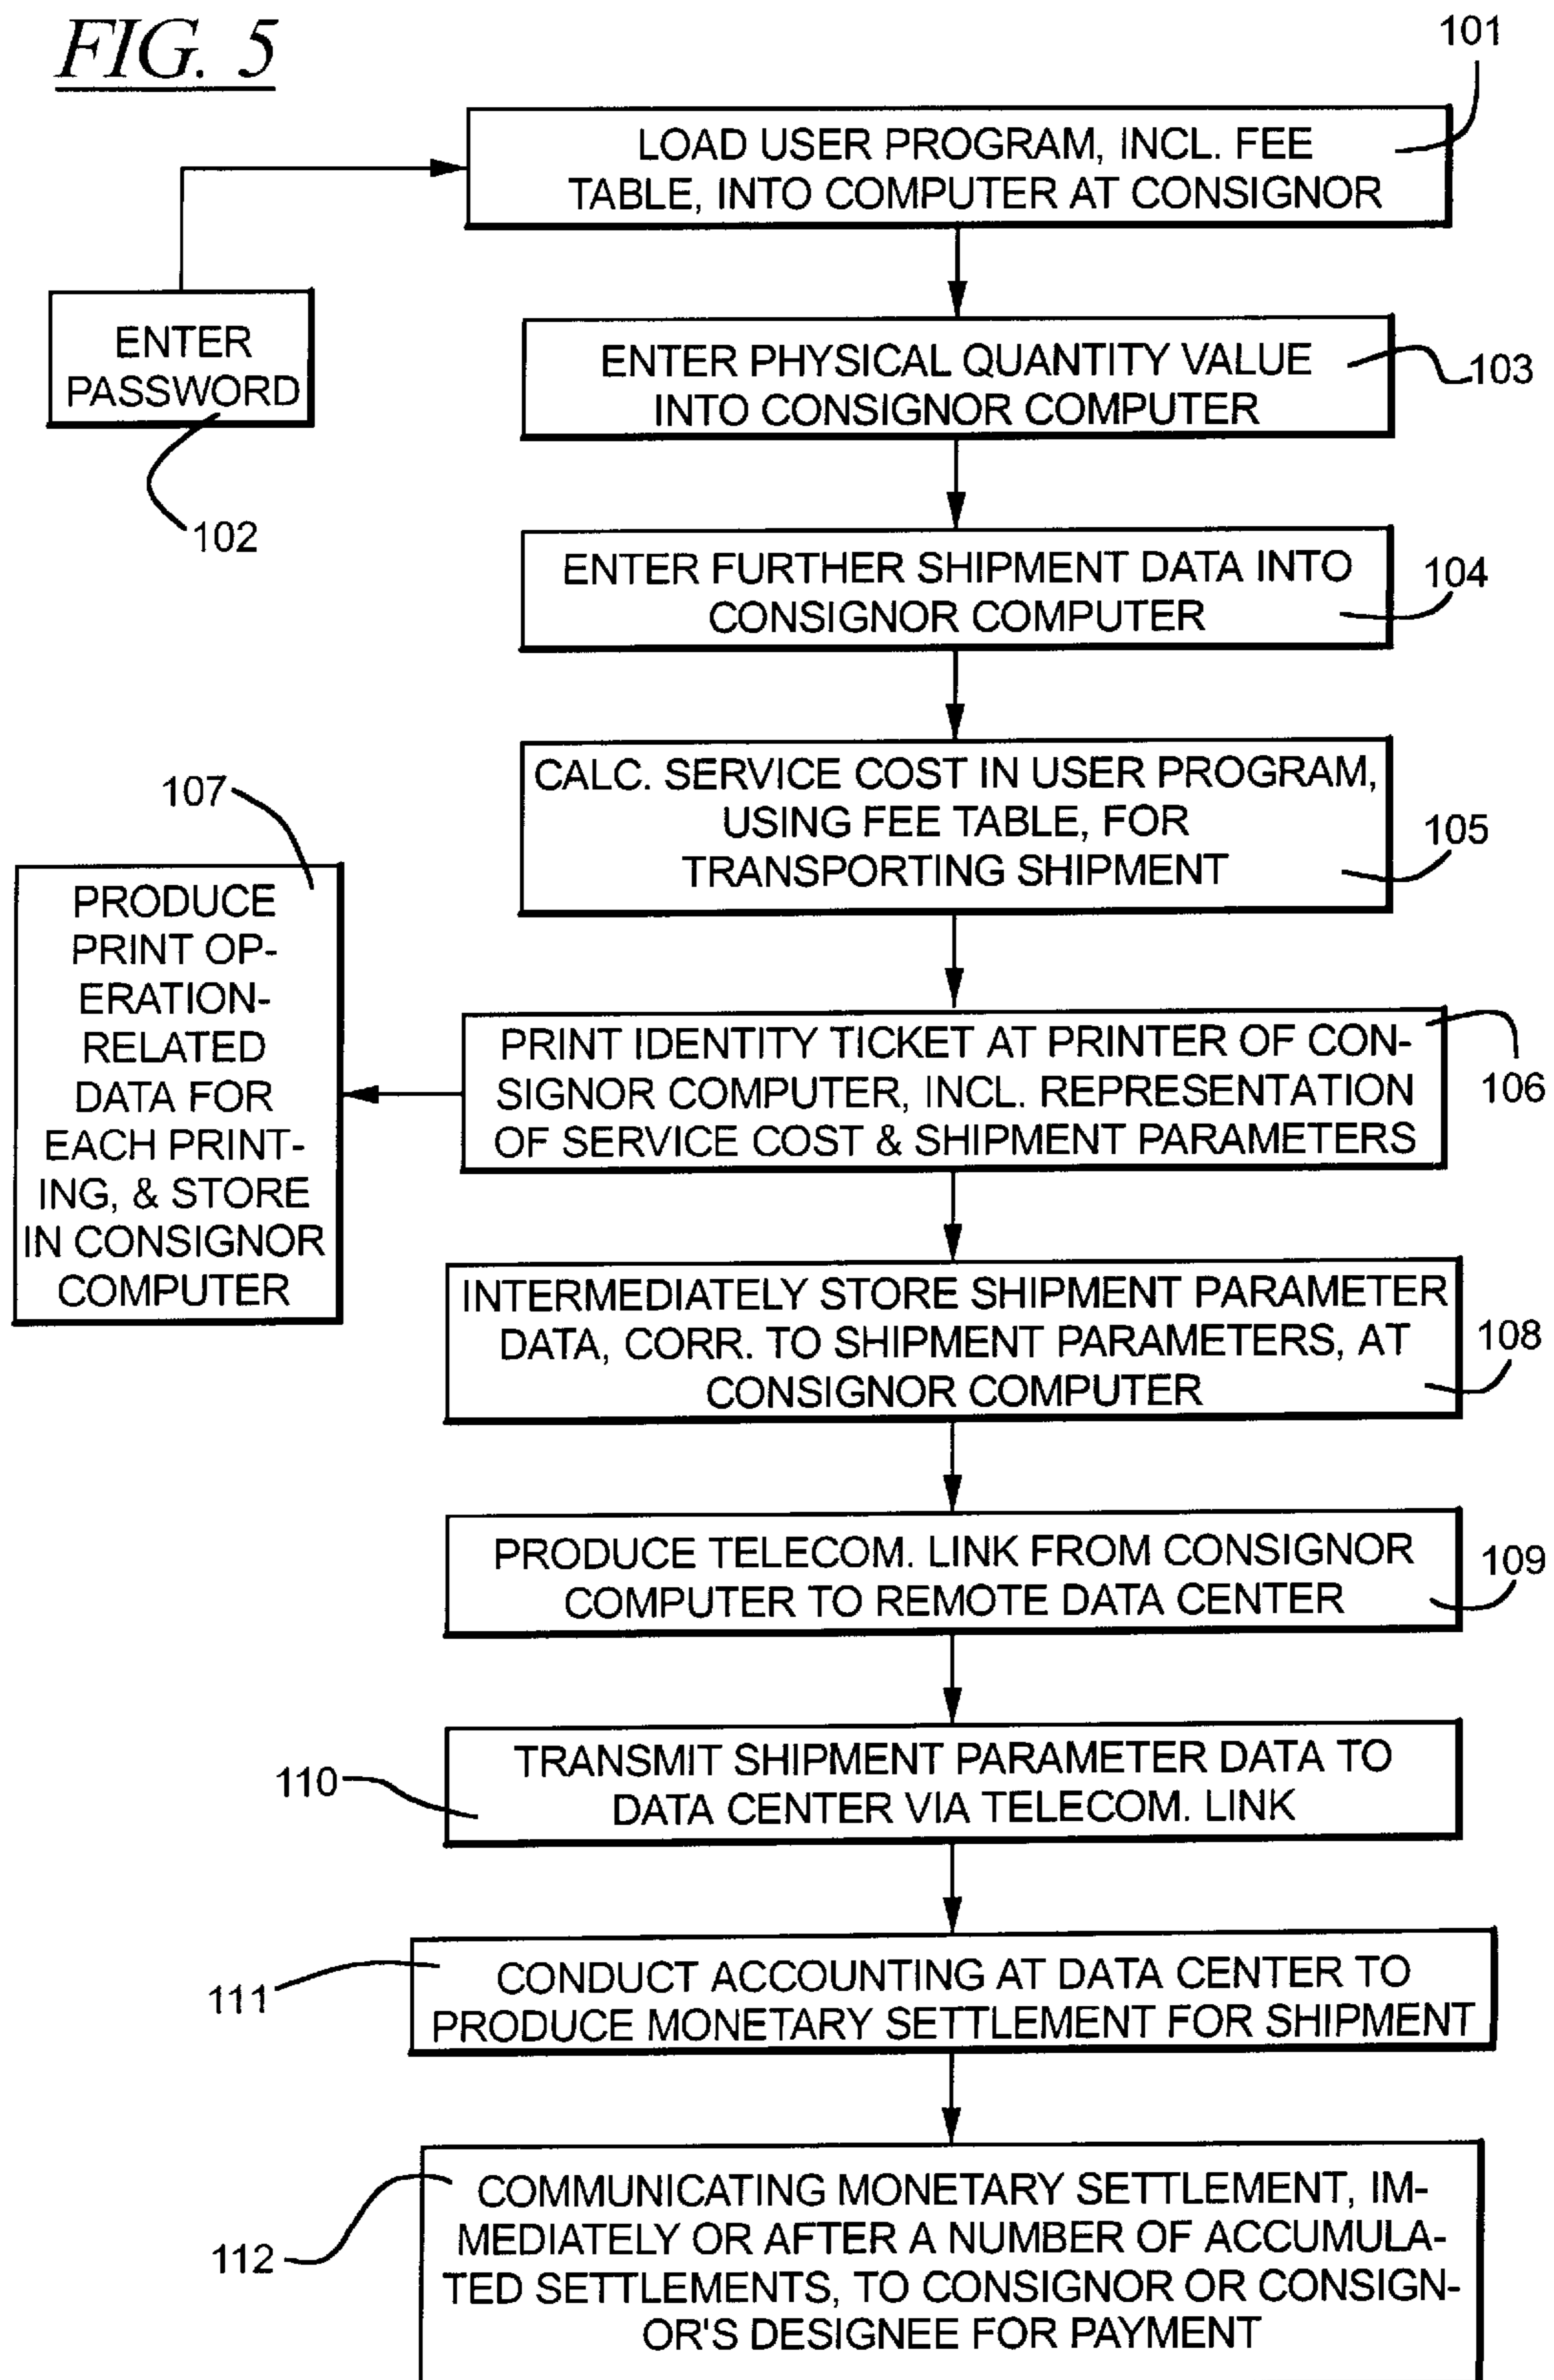 FIG. 5
101
LOAD USER PROGRAM, INCL. FEE
TABLE, INTO COMPUTER AT CONSIGNOR
ENTER
PASSWORD
102
ENTER PHYSICAL QUANTITY VALUE
INTO CONSIGNOR COMPUTER
103
ENTER FURTHER SHIPMENT DATA INTO
CONSIGNOR COMPUTER
104
CALC. SERVICE COST IN USER PROGRAM,
USING FEE TABLE, FOR
TRANSPORTING SHIPMENT
105
107
PRODUCE
PRINT OP-
ERATION-
RELATED
DATA FOR
EACH PRINT-
ING, & STORE
IN CONSIGNOR
COMPUTER
PRINT IDENTITY TICKET AT PRINTER OF CON-
SIGNOR COMPUTER, INCL. REPRESENTATION
OF SERVICE COST & SHIPMENT PARAMETERS
106
INTERMEDIATELY STORE SHIPMENT PARAMETER
DATA, CORR. TO SHIPMENT PARAMETERS, AT
CONSIGNOR COMPUTER
108
PRODUCE TELECOM. LINK FROM CONSIGNOR
COMPUTER TO REMOTE DATA CENTER
109
TRANSMIT SHIPMENT PARAMETER DATA TO
DATA CENTER VIA TELECOM. LINK
110
CONDUCT ACCOUNTING AT DATA CENTER TO
PRODUCE MONETARY SETTLEMENT FOR SHIPMENT
111
COMMUNICATING MONETARY SETTLEMENT, IM-
MEDIATELY OR AFTER A NUMBER OF ACCUMULA-
TED SETTLEMENTS, TO CONSIGNOR OR CONSIGN-
OR'S DESIGNEE FOR PAYMENT
112